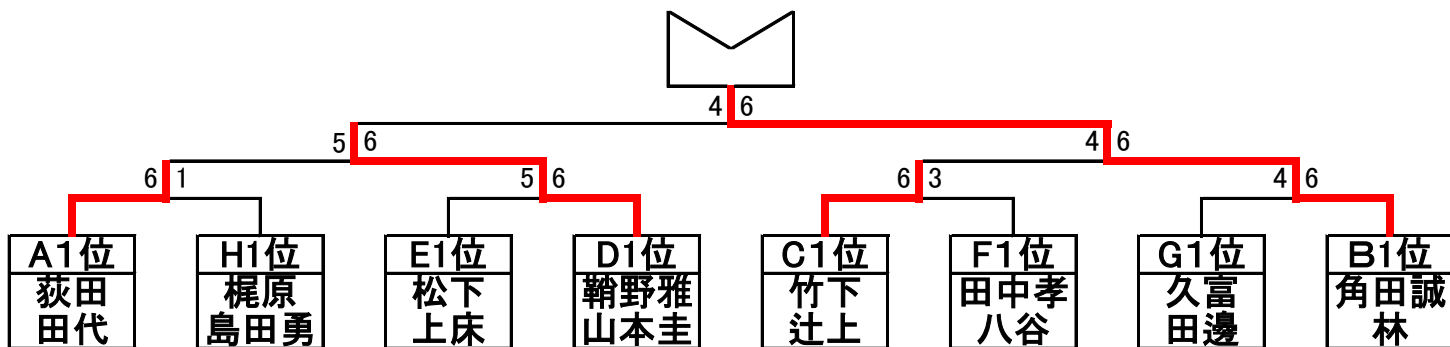 4 6
5 6
4 6
6 1
5 6
6 3
4 6
A1位
H1位
E1位
D1位
C1位
F1位
G1位
B1位
荻田
梶原
松下
鞘野雅
竹下
田中孝
久富
角田誠
田代
島田勇
上床
山本圭
辻上
八谷
田邊
林